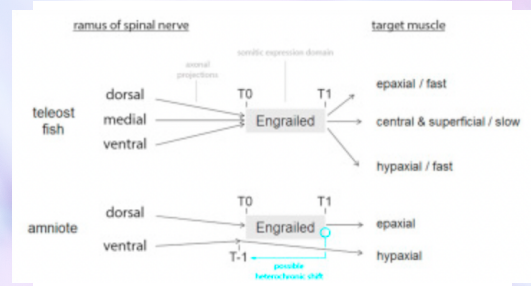 ramus of spinal nerve
target muscle
somitic expression domain
axonal
projections
teleost
fish
dorsal
medial
ventral
T0
T1
Engrailed
epaxial / fast
central & superficial / slow
hypaxial / fast
amniote
dorsal
ventral
T0
T1
Engrailed
T-1
epaxial
hypaxial
possible
heterochronic shift